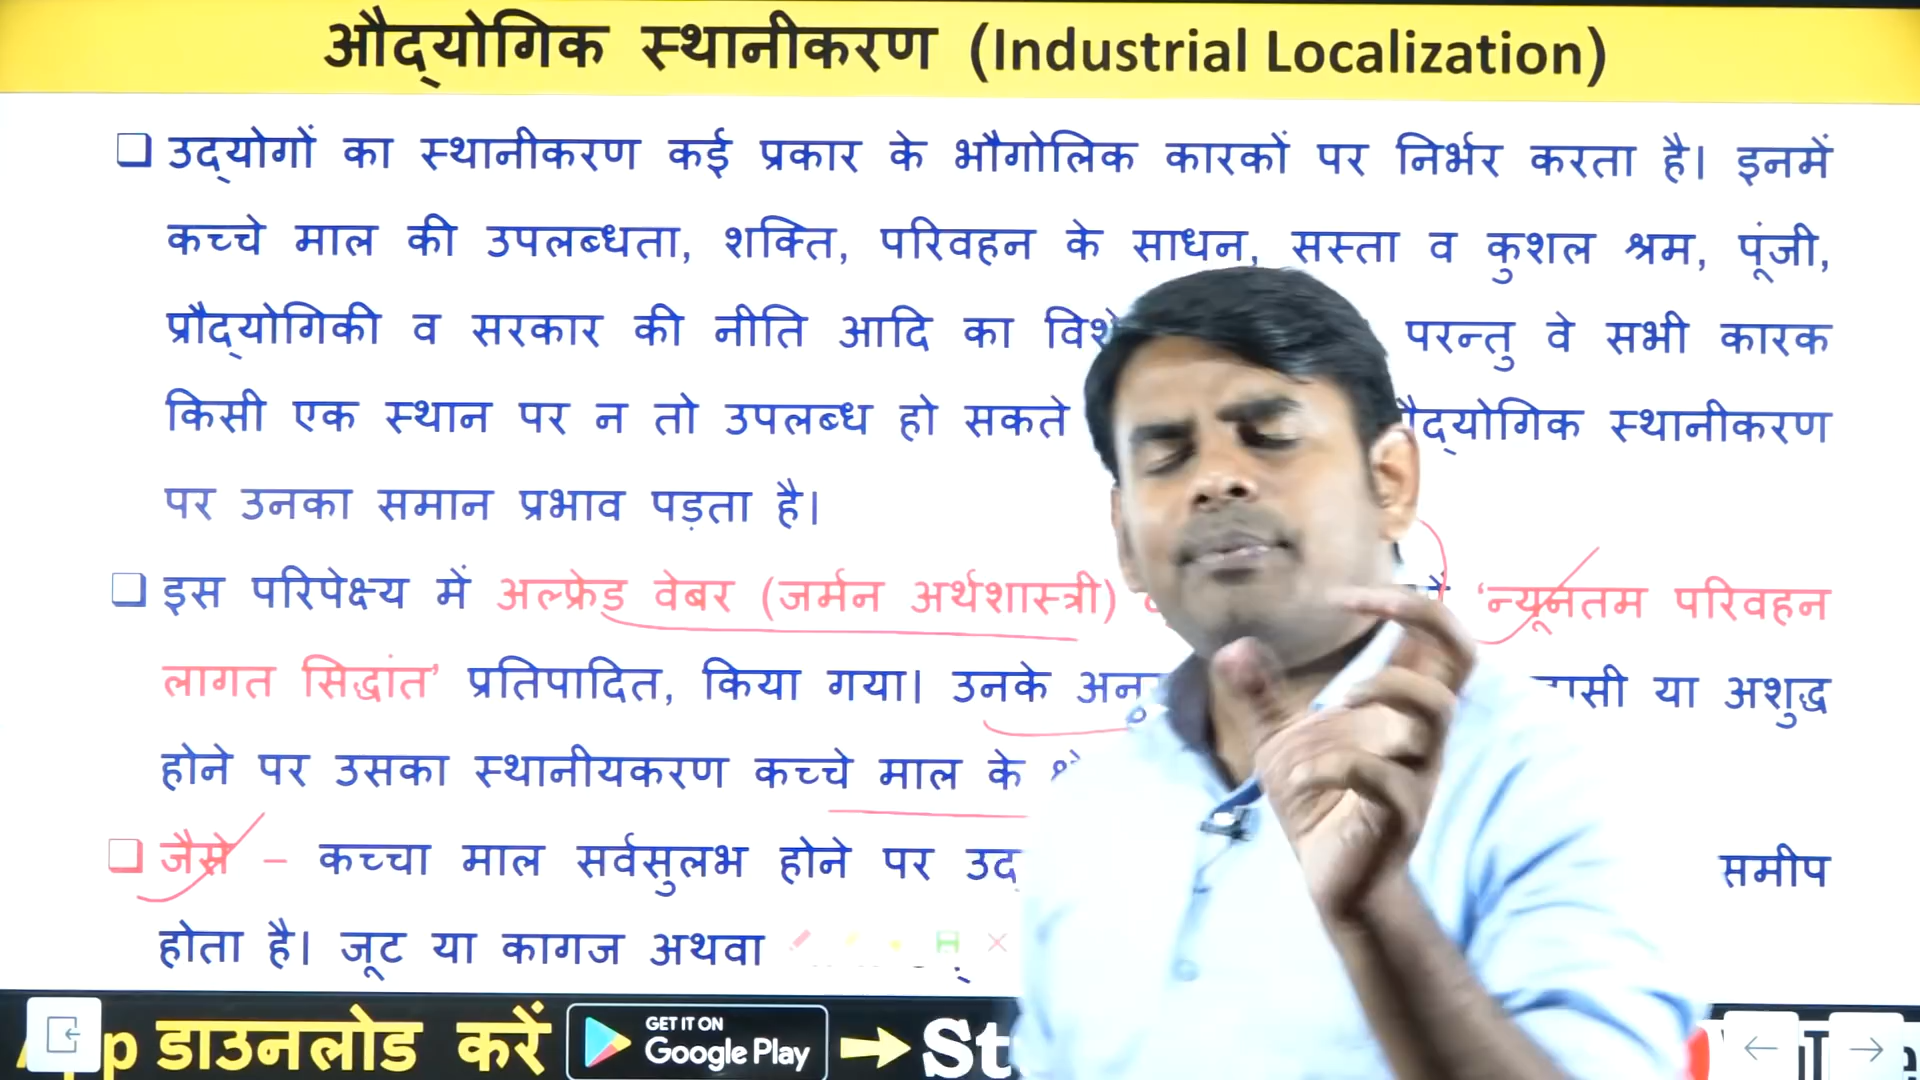 औद्योगिक स्थानीकरण (Industrial Localization)
उद्योगों का स्थानीकरण कई प्रकार के भौगोलिक कारकों पर निर्भर करता है। इनमें
कच्चे माल की उपलब्धता, शक्ति, परिवहन के साधन, सस्ता व कुशल श्रम, पूंजी,
प्रौद्योगिकी व सरकार की नीति आदि का परन्तु वे सभी कारक
किसी एक स्थान पर न तो उपलब्ध हो सकते स्थानीकरण
पर उनका समान प्रभाव पड़ता है।
इस परिपेक्ष्य में अल्फ्रेड वेबर (जर्मन अर्थशास्त्री) ‘न्यूनतम परिवहन
लागत सिद्धांत’ प्रतिपादित, किया गया। उनके या अशुद्ध
होने पर उसका स्थानीयकरण कच्चे माल के
जैसे – कच्चा माल सर्वसुलभ होने पर समीप
होता है। जूट या कागज अथवा
डाउनलोड करें GET IT ON Google Play